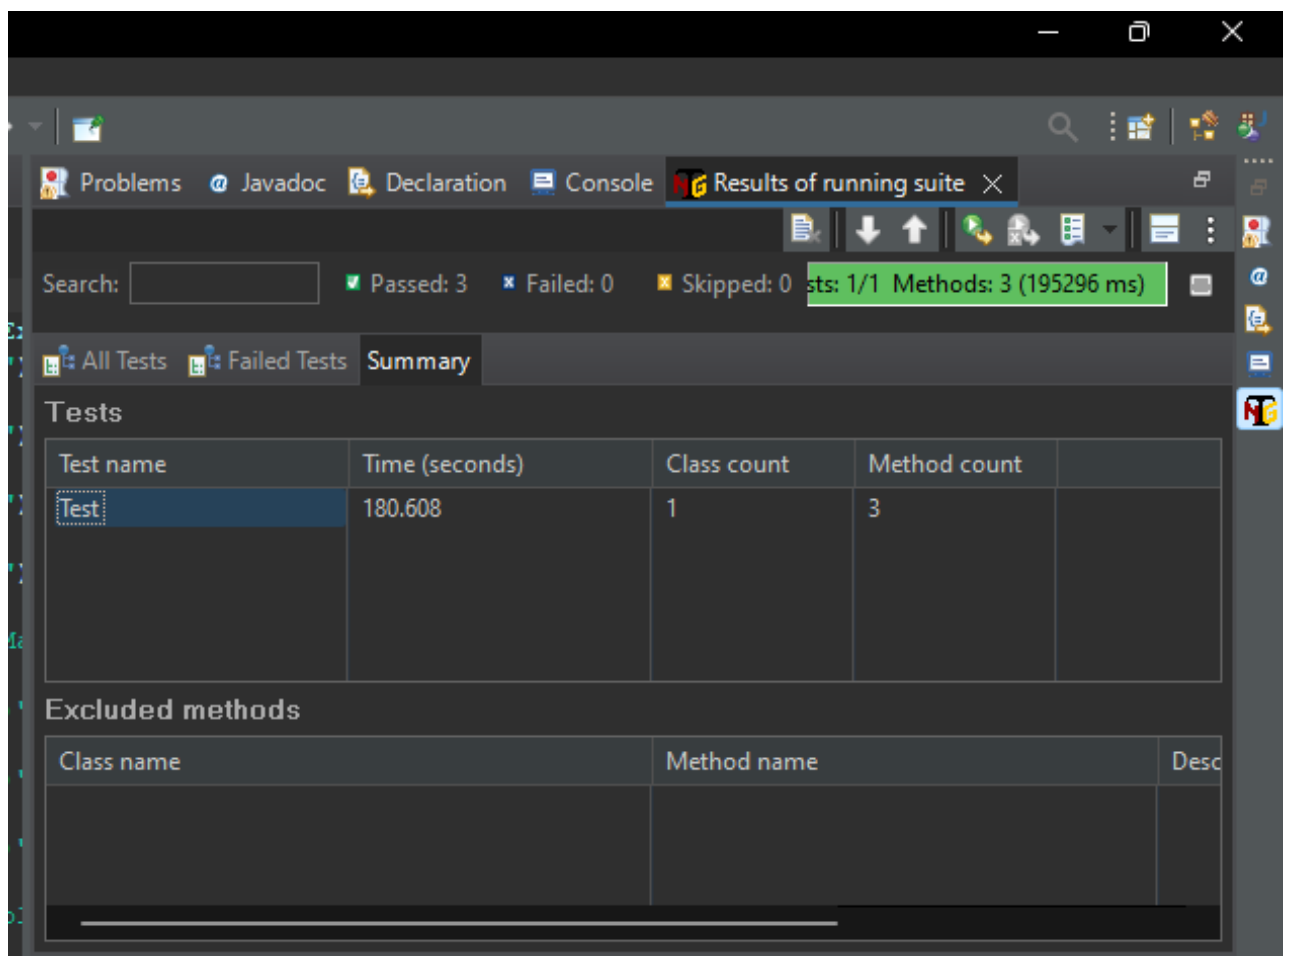 Problems @ Javadoc Declaration Console Results of running suite
Search: Passed: 3 Failed: 0 Skipped: 0 sts: 1/1 Methods: 3 (195296 ms)
All Tests Failed Tests Summary
Tests
Test name Time (seconds) Class count Method count
Test 180.608 1 3
Excluded methods
Class name Method name Desc